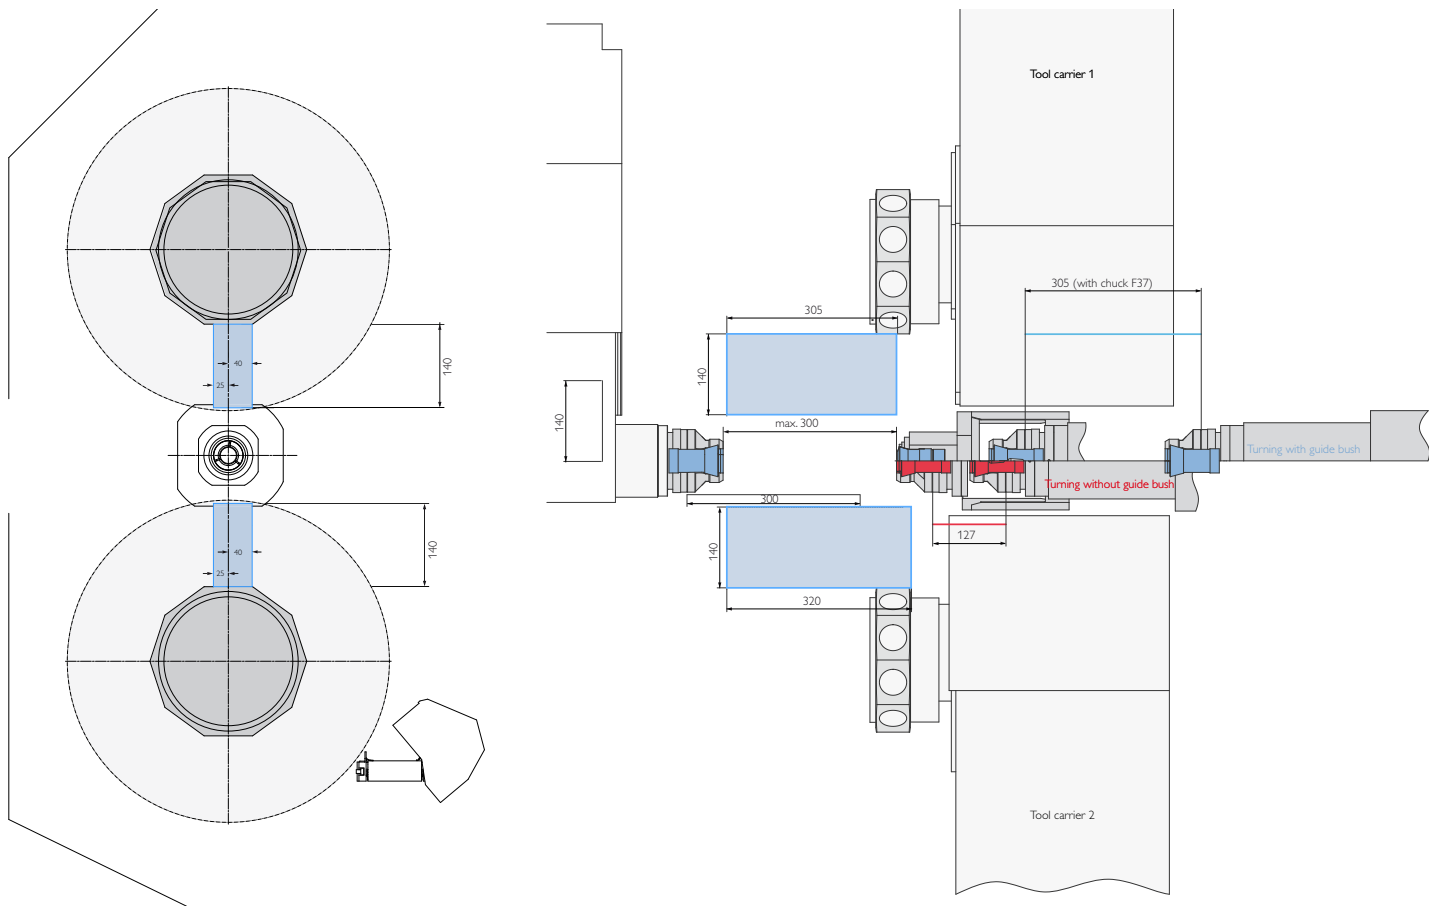 Tool carrier 1
305 (with chuck F37)
305
140
40
25
140
140
max. 300
Turning with guide bush
Turning without guide bush
300
127
140
140
40
25
320
Tool carrier 2